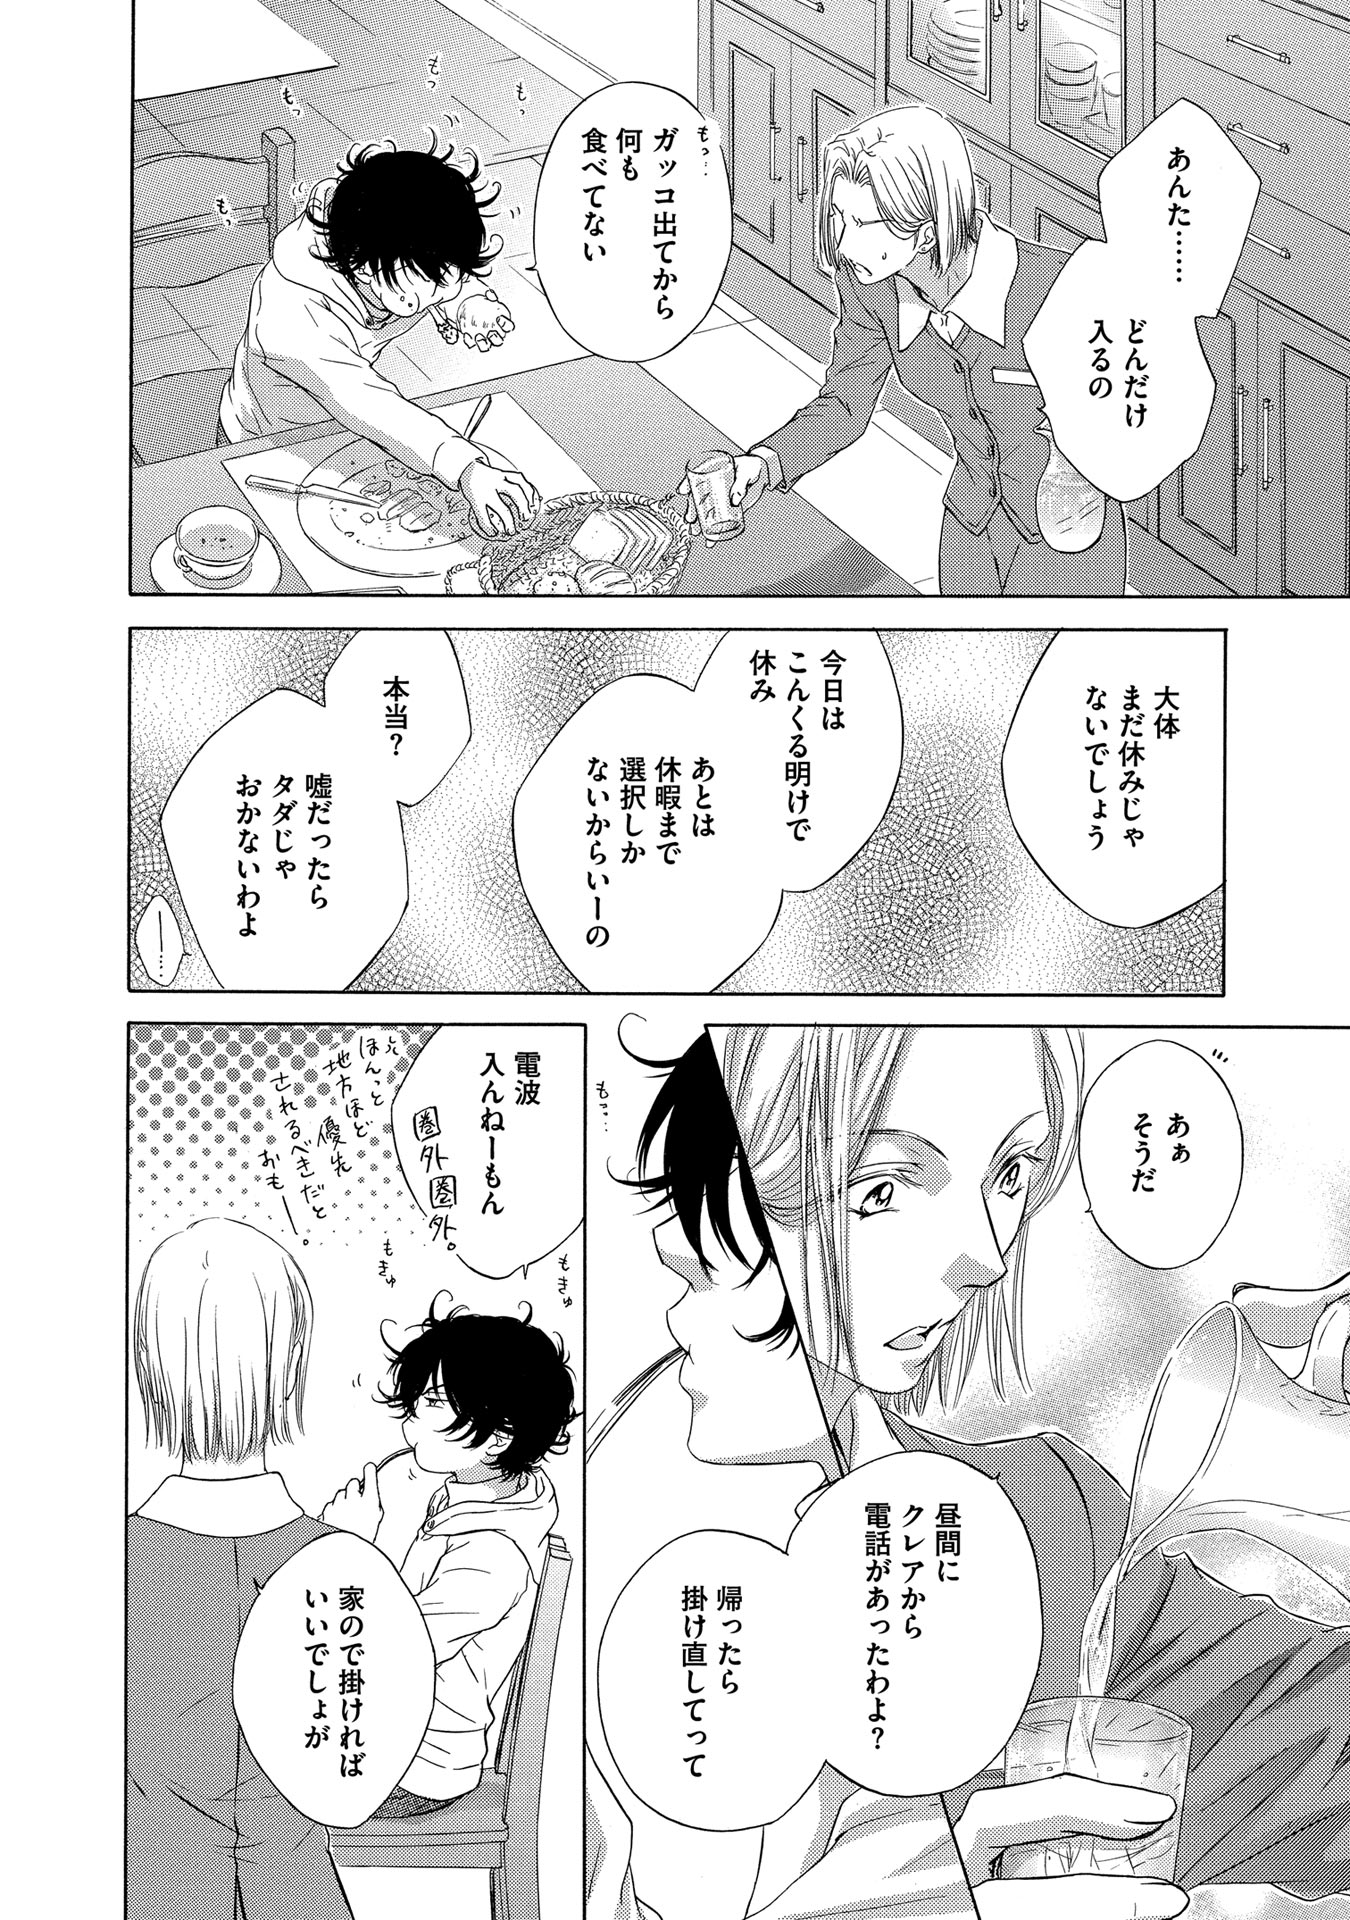 あんた……
どんだけ
入るの
もっ…
ガッコ出てから
何も
食べてない
もっ
もっ
もっ
もっ
大体
まだ休みじゃ
ないでしょう
今日は
こんくる明けで
休み
あとは
休暇まで
選択しか
ないからいーの
本当?
嘘だったら
タダじゃ
おかないわよ
―……
あぁ
そうだ
昼間に
クレアから
電話があったわよ?
帰ったら
掛け直してって
もっ…
電波
入んねーもん
圏外圏外。
もきゅ
もきゅ
ほんっと
地方ほど
優先
されるべきだと
おも―。
家ので掛ければ
いいでしょが